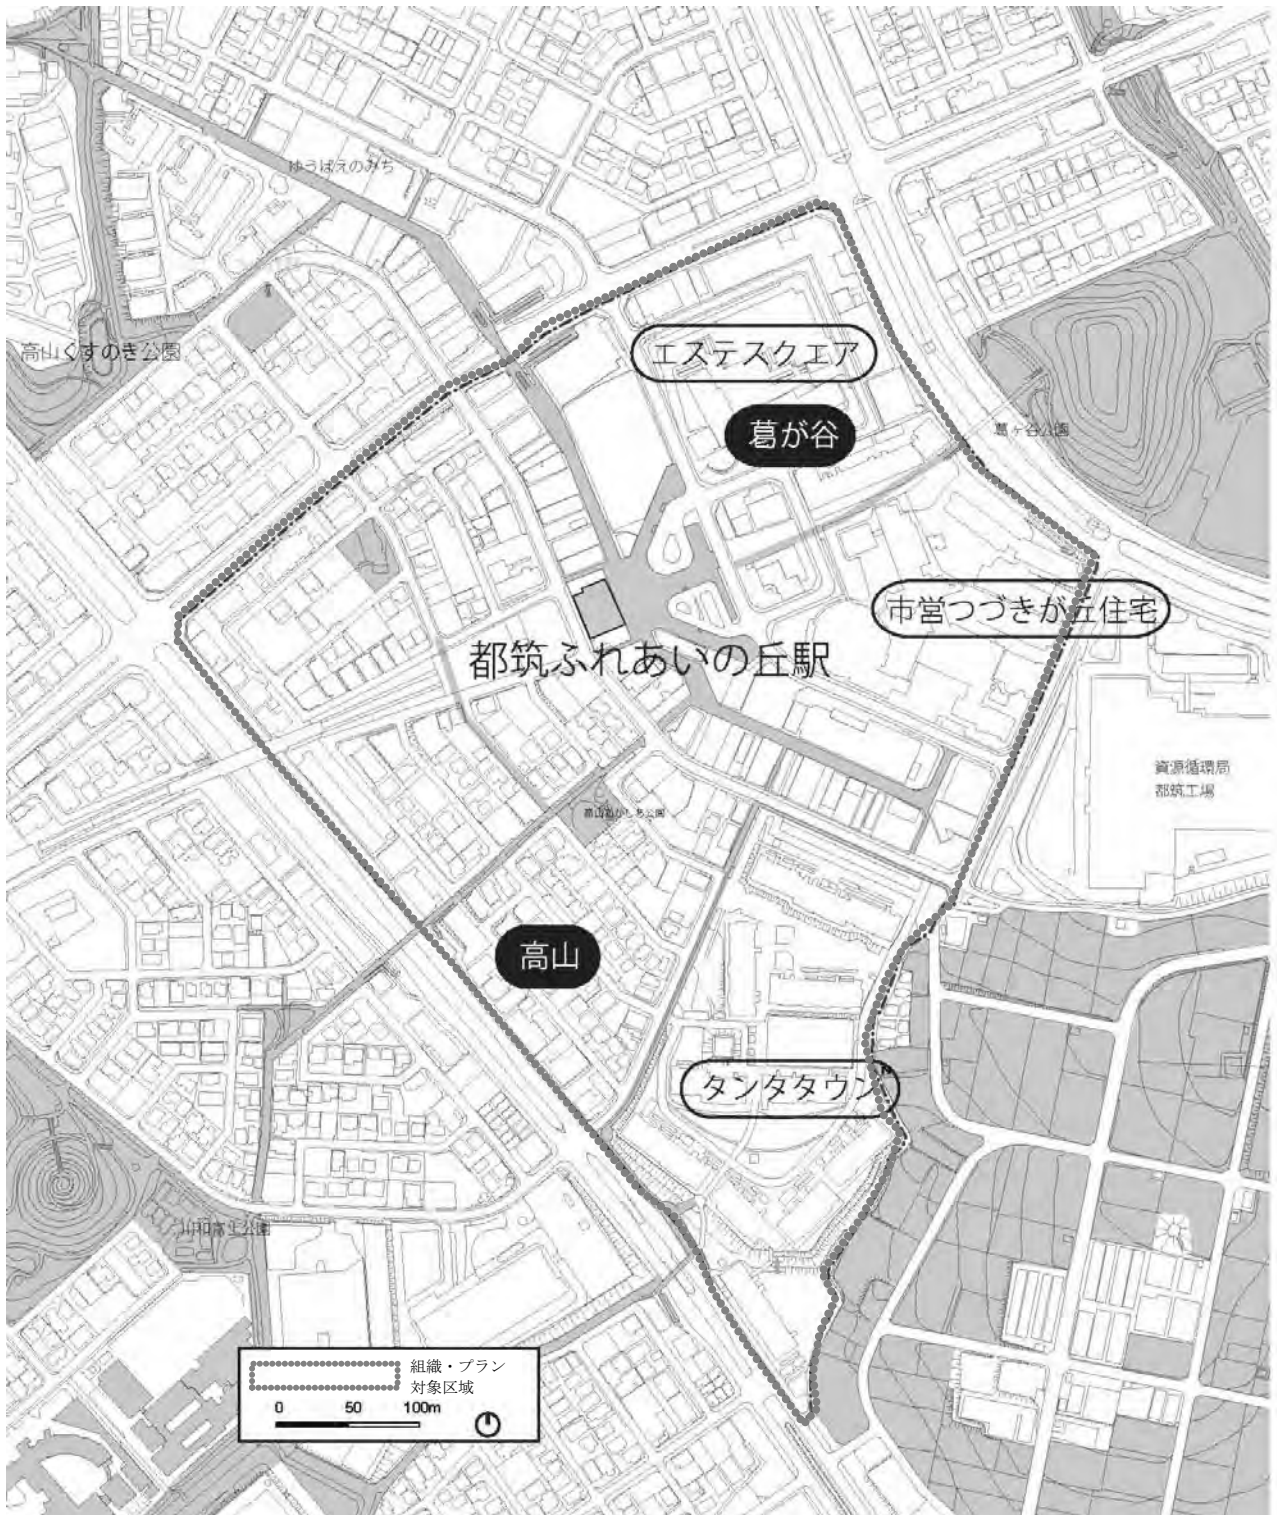 ゆうばえのみち
高山くすのき公園
エステスクエア
葛が谷
葛ヶ谷公園
市営つづきが丘住宅
都筑ふれあいの丘駅
資源循環局
都筑工場
高山
タンタタウン
川和富士公園
組織・プラン
対象区域
0 50 100m